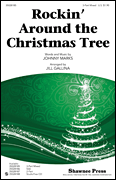 Rockin'
Around the
Christmas Tree
Words and Music by
JOHNNY MARKS
Arranged by
JILL GALLINA
Shawnee Press